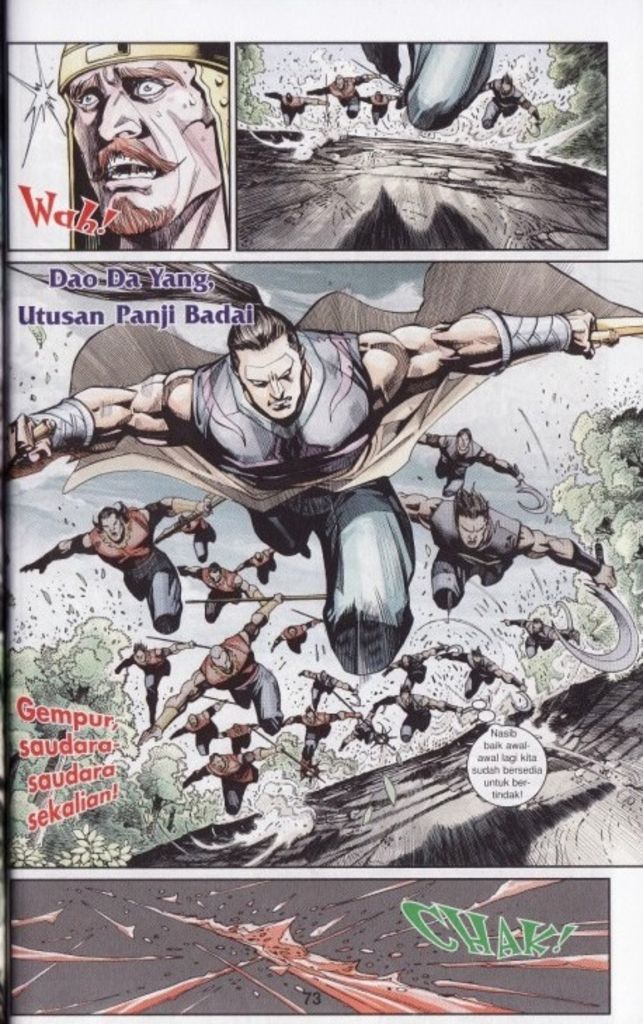 Wah!
Dao Da Yang,
Utusan Panji Badai
Gempur,
saudara-
saudara
sekalian!
Nasib
baik awal-
awal lagi kita
sudah bersedia
untuk ber-
tindak!
CHAK!
73